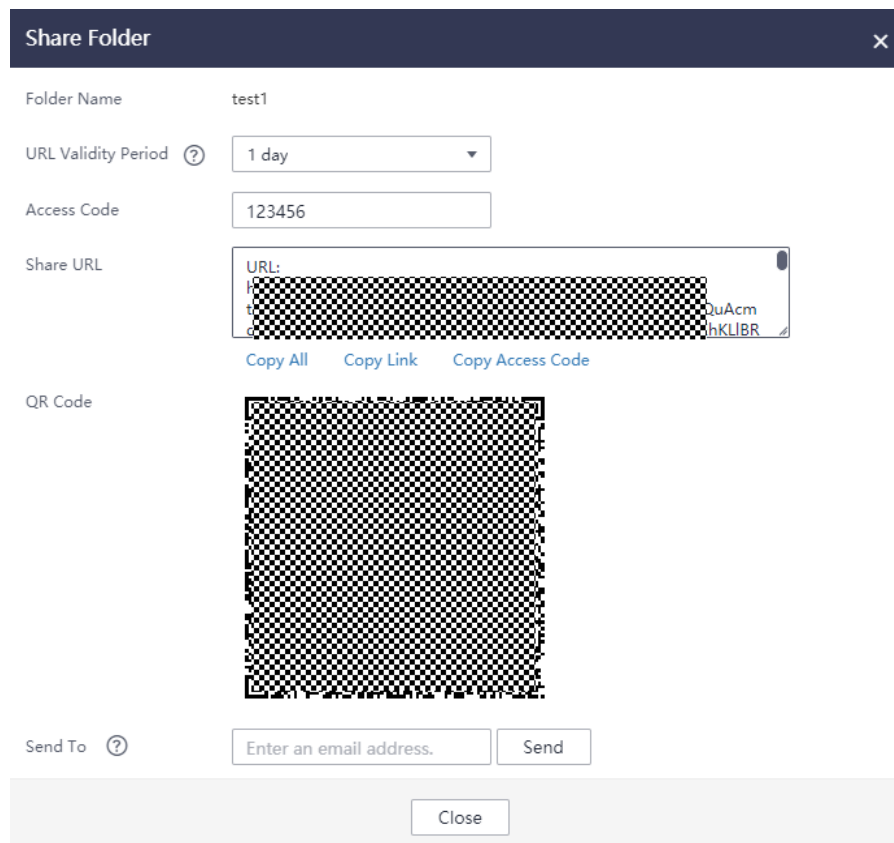 Share Folder
Folder Name test1
URL Validity Period ? 1 day
Access Code 123456
Share URL URL:
h
t QuAcm
hKLlBR
Copy All Copy Link Copy Access Code
QR Code
Send To ? Enter an email address. Send
Close